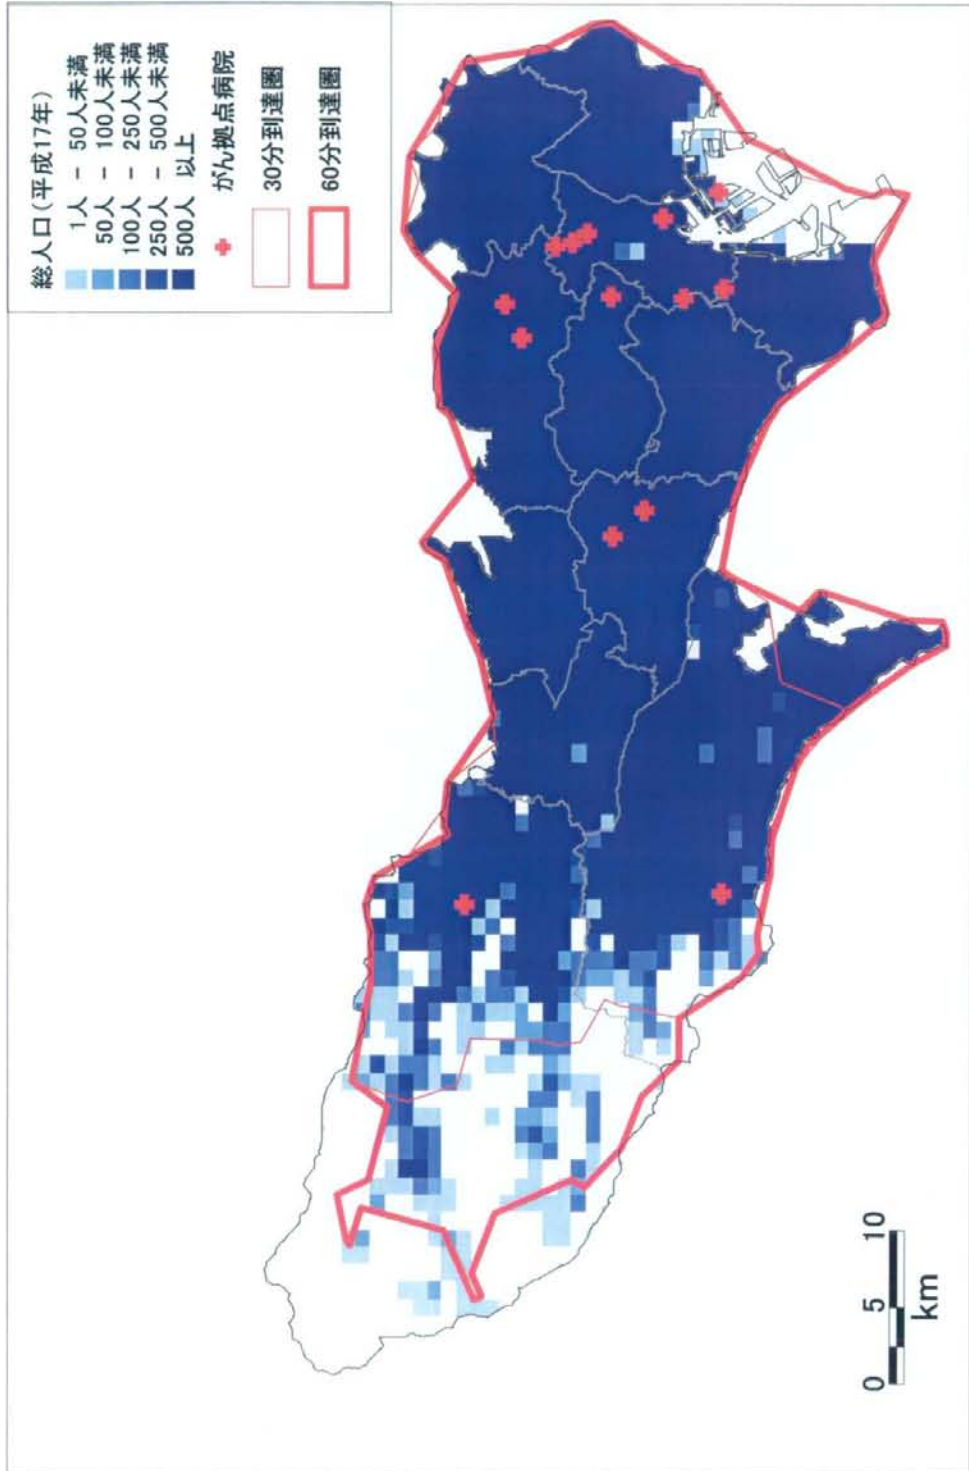 総人口(平成17年)
1人 - 50人未満
50人 - 100人未満
100人 - 250人未満
250人 - 500人未満
500人 以上
がん拠点病院
30分到達圏
60分到達圏
0 5 10
km